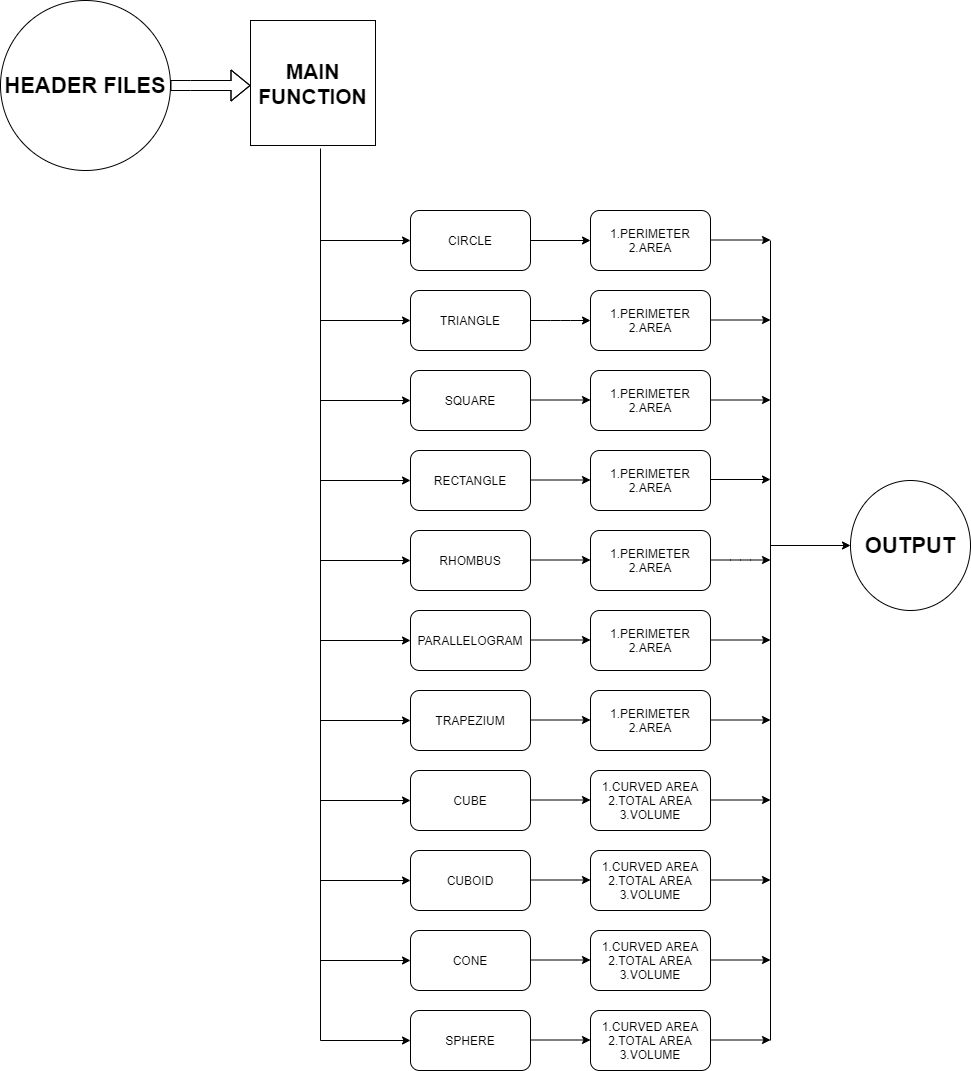 HEADER FILES
MAIN
FUNCTION
CIRCLE
1.PERIMETER
2.AREA
TRIANGLE
1.PERIMETER
2.AREA
SQUARE
1.PERIMETER
2.AREA
RECTANGLE
1.PERIMETER
2.AREA
RHOMBUS
1.PERIMETER
2.AREA
PARALLELOGRAM
1.PERIMETER
2.AREA
TRAPEZIUM
1.PERIMETER
2.AREA
CUBE
1.CURVED AREA
2.TOTAL AREA
3.VOLUME
CUBOID
1.CURVED AREA
2.TOTAL AREA
3.VOLUME
CONE
1.CURVED AREA
2.TOTAL AREA
3.VOLUME
SPHERE
1.CURVED AREA
2.TOTAL AREA
3.VOLUME
OUTPUT